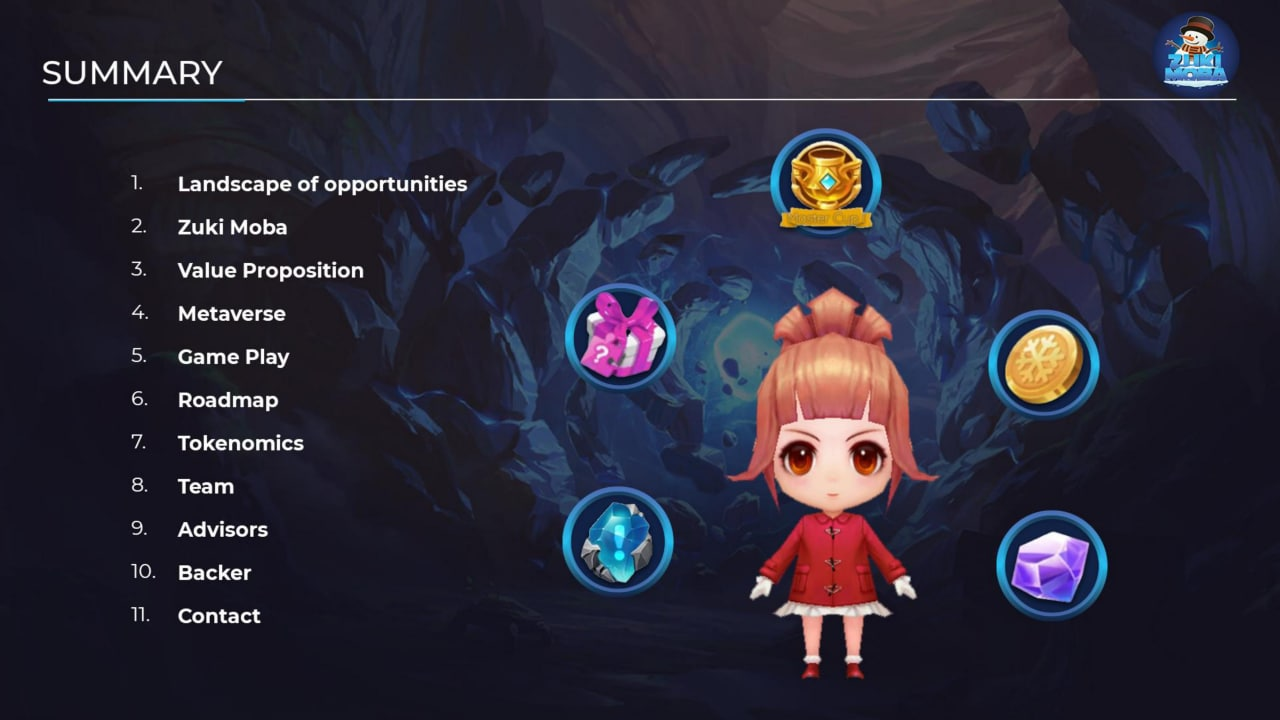 SUMMARY
ZUKI
MOBA
1. Landscape of opportunities
2. Zuki Moba
3. Value Proposition
4. Metaverse
5. Game Play
6. Roadmap
7. Tokenomics
8. Team
9. Advisors
10. Backer
11. Contact
Cup
?
!